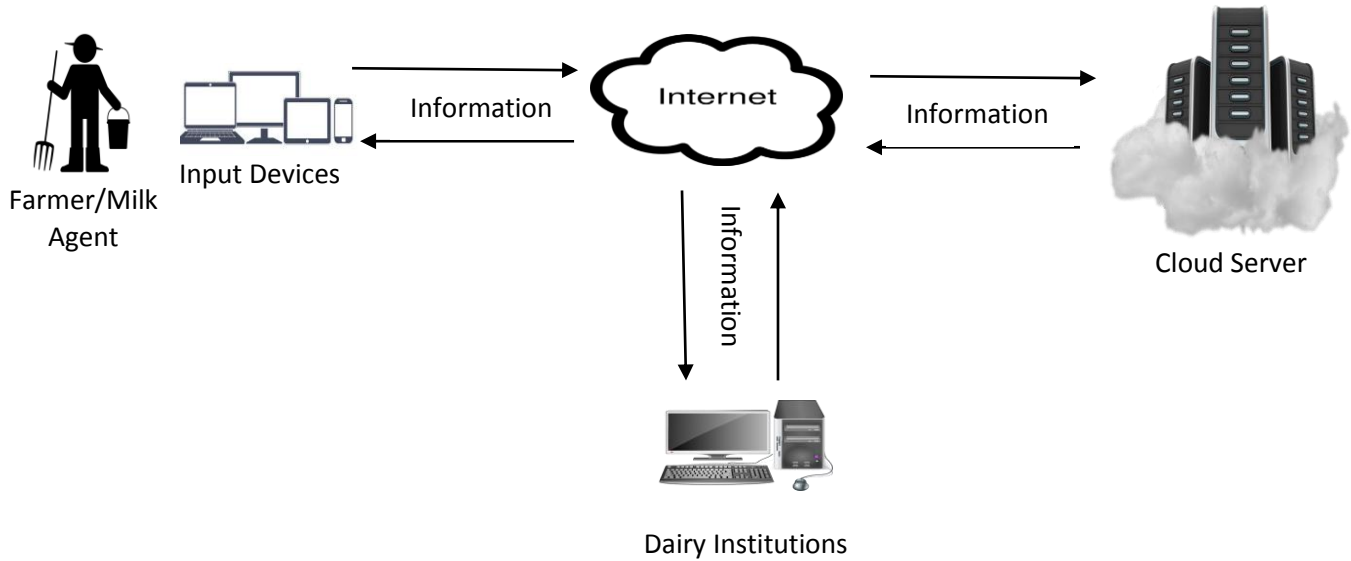 Internet
Information
Information
Input Devices
Farmer/Milk
Agent
Information
Cloud Server
Dairy Institutions